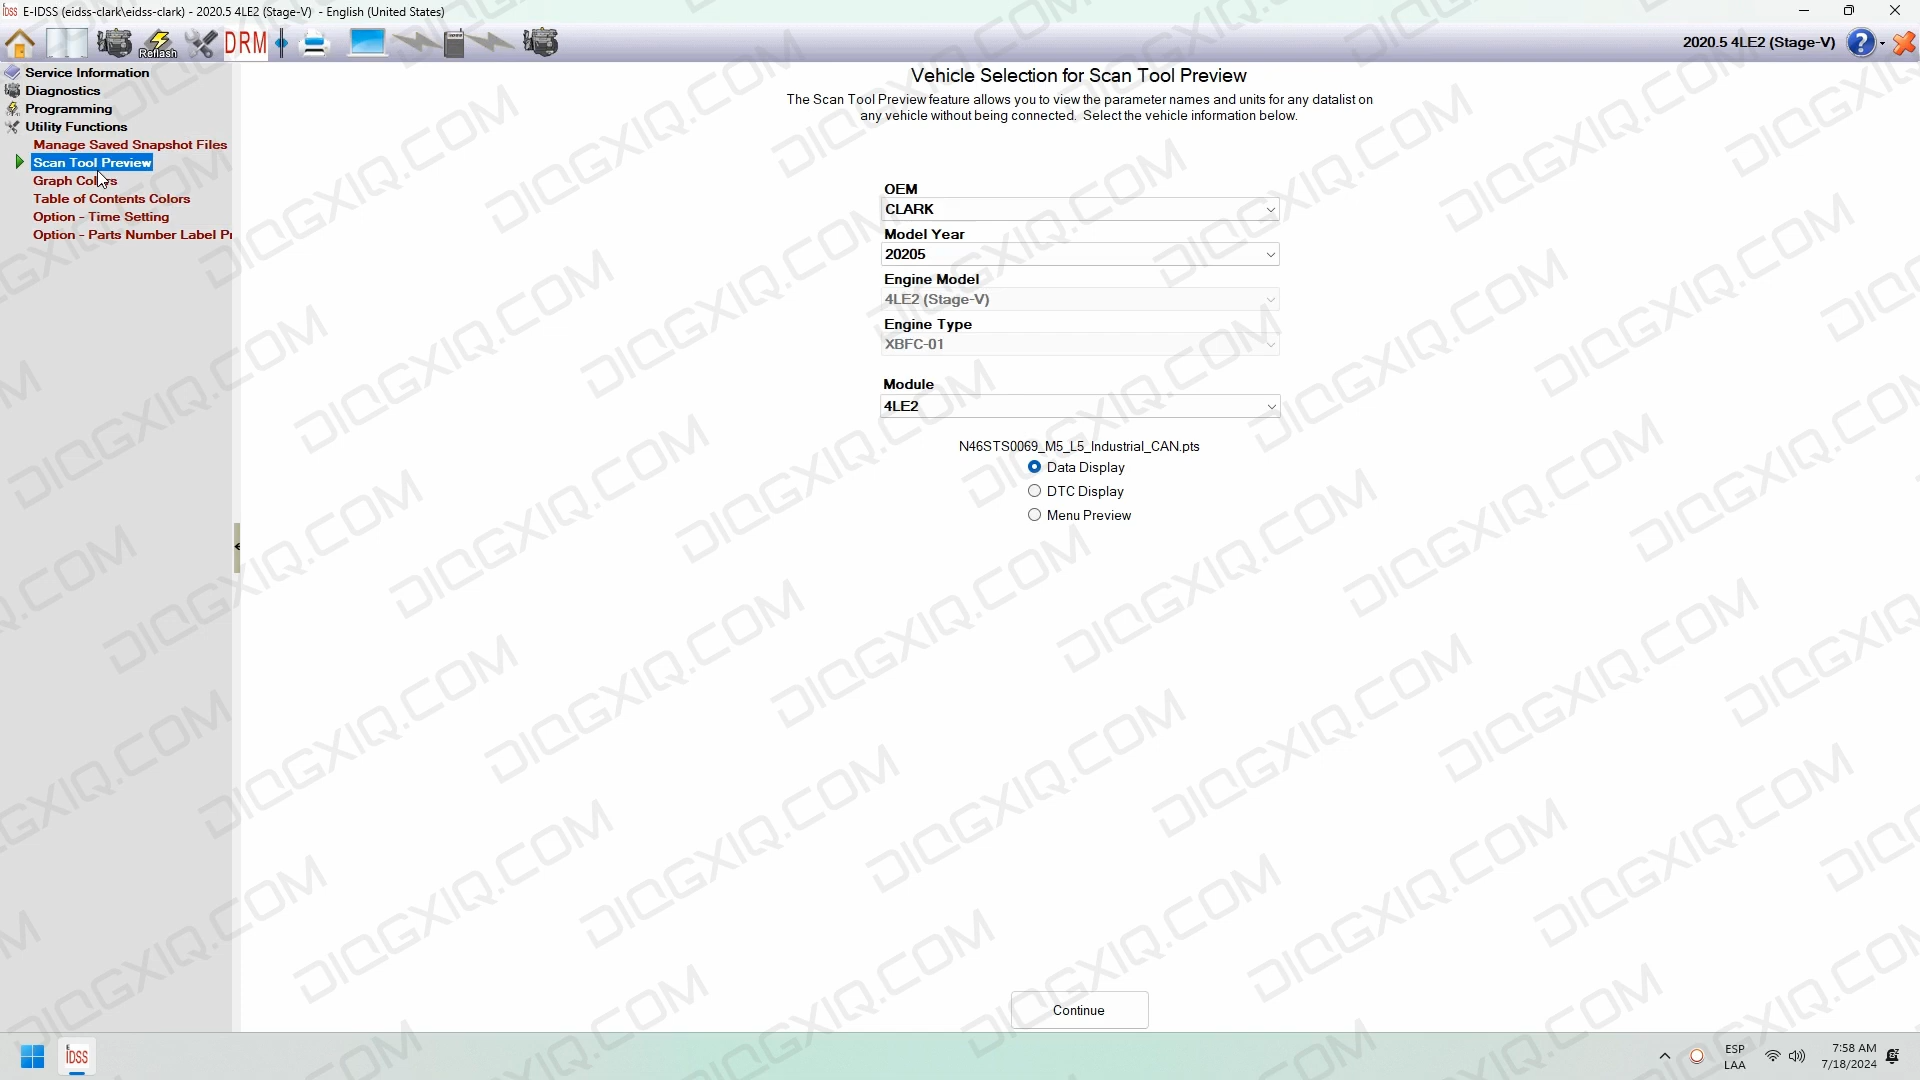 E-IDSS (eidss-clark\eidss-clark) - 2020.5 4LE2 (Stage-V) - English (United States)
Reflash
DRM
2020.5 4LE2 (Stage-V)
Service Information
Diagnostics
Programming
Utility Functions
Manage Saved Snapshot Files
Scan Tool Preview
Graph Colors
Table of Contents Colors
Option - Time Setting
Option - Parts Number Label Pr
Vehicle Selection for Scan Tool Preview
The Scan Tool Preview feature allows you to view the parameter names and units for any datalist on
any vehicle without being connected. Select the vehicle information below.
OEM
CLARK
Model Year
20205
Engine Model
4LE2 (Stage-V)
Engine Type
XBFC-01
Module
4LE2
N46STS0069_M5_L5_Industrial_CAN.pts
Data Display
DTC Display
Menu Preview
Continue
IDSS
ESP
LAA
7:58 AM
7/18/2024